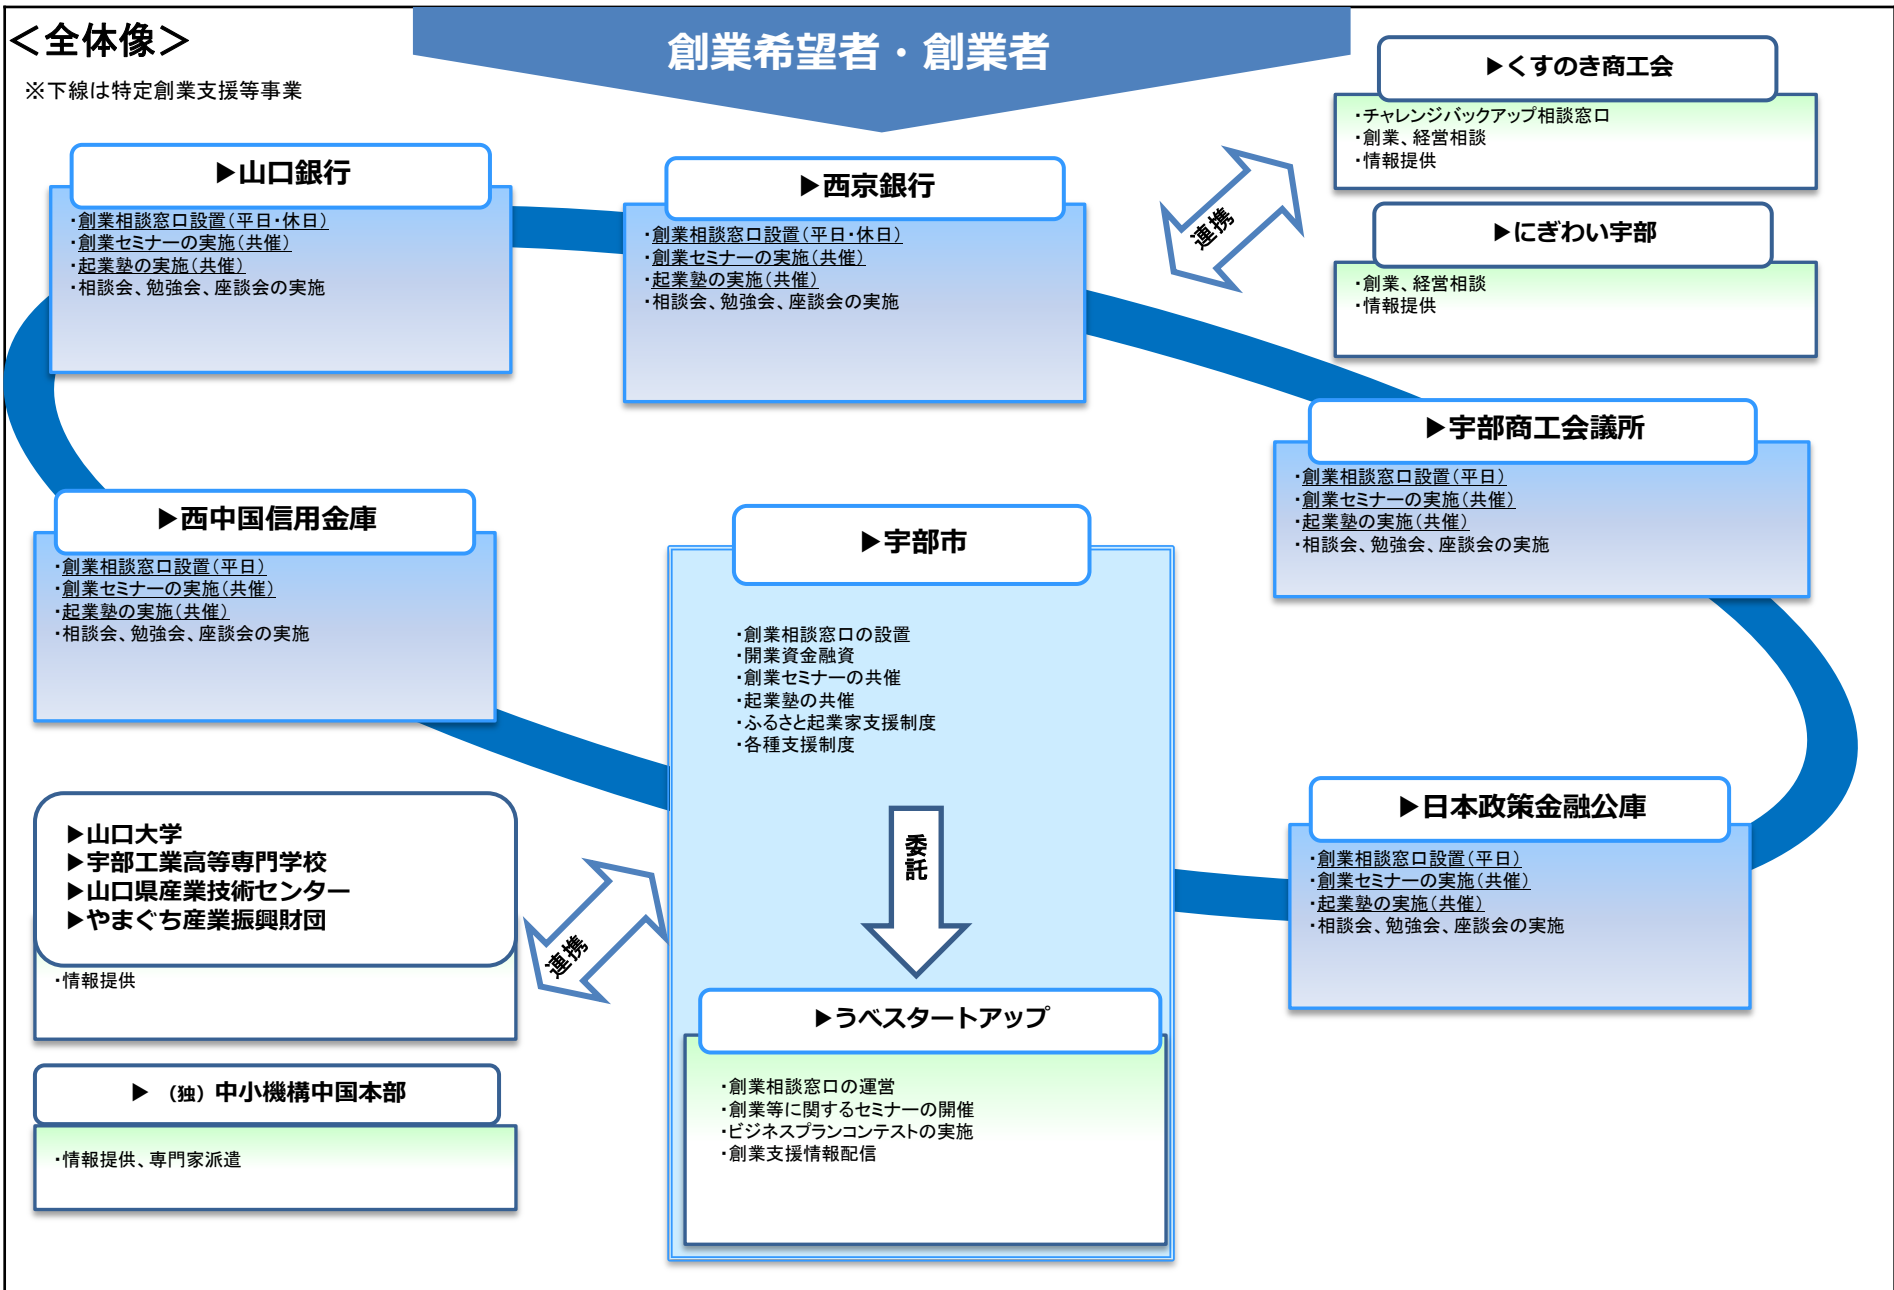 ＜全体像＞
※下線は特定創業支援等事業
創業希望者・創業者
▶くすのき商工会
・チャレンジバックアップ相談窓口
・創業、経営相談
・情報提供
▶にぎわい宇部
・創業、経営相談
・情報提供
連携
▶山口銀行
・創業相談窓口設置（平日・休日）
・創業セミナーの実施（共催）
・起業塾の実施（共催）
・相談会、勉強会、座談会の実施
▶西京銀行
・創業相談窓口設置（平日・休日）
・創業セミナーの実施（共催）
・起業塾の実施（共催）
・相談会、勉強会、座談会の実施
▶宇部商工会議所
・創業相談窓口設置（平日）
・創業セミナーの実施（共催）
・起業塾の実施（共催）
・相談会、勉強会、座談会の実施
▶西中国信用金庫
・創業相談窓口設置（平日）
・創業セミナーの実施（共催）
・起業塾の実施（共催）
・相談会、勉強会、座談会の実施
▶宇部市
・創業相談窓口の設置
・開業資金融資
・創業セミナーの共催
・起業塾の共催
・ふるさと起業家支援制度
・各種支援制度
委託
▶うべスタートアップ
・創業相談窓口の運営
・創業等に関するセミナーの開催
・ビジネスプランコンテストの実施
・創業支援情報配信
▶日本政策金融公庫
・創業相談窓口設置（平日）
・創業セミナーの実施（共催）
・起業塾の実施（共催）
・相談会、勉強会、座談会の実施
▶山口大学
▶宇部工業高等専門学校
▶山口県産業技術センター
▶やまぐち産業振興財団
・情報提供
連携
▶（独）中小機構中国本部
・情報提供、専門家派遣